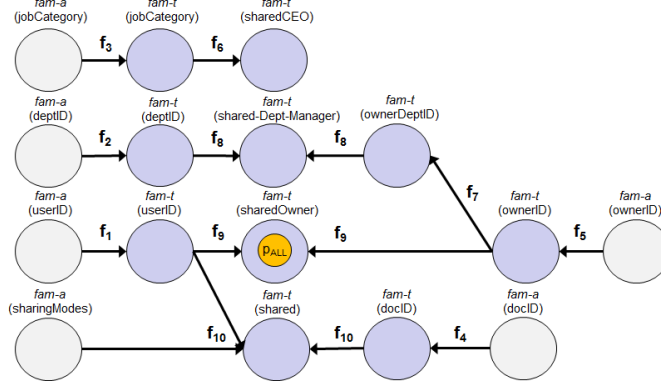 fam-a fam-t fam-t
(jobCategory) (jobCategory) (sharedCEO)
f3 f6
fam-a fam-t fam-t fam-t
(deptID) (deptID) (shared-Dept-Manager) (ownerDeptID)
f2 f8 f8
f7
fam-a fam-t fam-t fam-t fam-a
(userID) (userID) (sharedOwner) (ownerID) (ownerID)
f1 f9 f9 f5
pALL
fam-a fam-t fam-t fam-a
(sharingModes) (shared) (docID) (docID)
f10 f10 f4